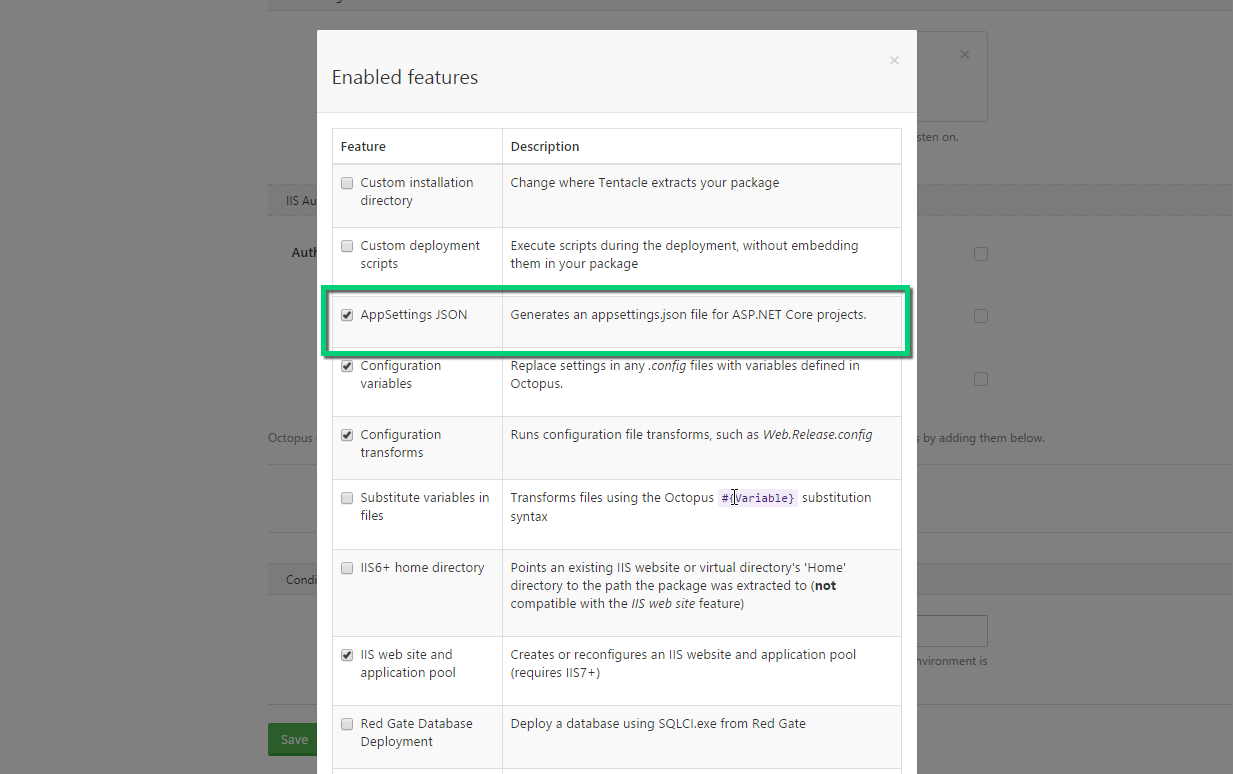 Enabled features
×
×
sten on.
Feature
Description
Custom installation
directory
Change where Tentacle extracts your package
IIS Au
Custom deployment
scripts
Execute scripts during the deployment, without embedding
them in your package
Auth
AppSettings JSON
Generates an appsettings.json file for ASP.NET Core projects.
Configuration
variables
Replace settings in any .config files with variables defined in
Octopus.
Configuration
transforms
Runs configuration file transforms, such as Web.Release.config
Octopus
s by adding them below.
Substitute variables in
files
Transforms files using the Octopus #{Variable} substitution
syntax
IIS6+ home directory
Points an existing IIS website or virtual directory's 'Home'
directory to the path the package was extracted to (not
compatible with the IIS web site feature)
Condi
IIS web site and
application pool
Creates or reconfigures an IIS website and application pool
(requires IIS7+)
nvironment is
Red Gate Database
Deployment
Deploy a database using SQLCI.exe from Red Gate
Save